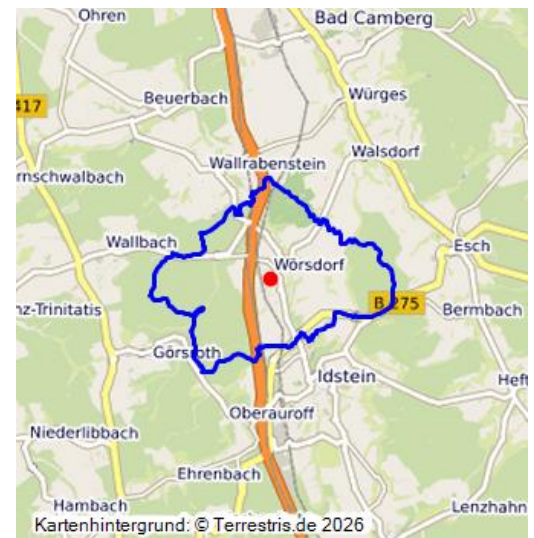 Ohren
Bad Camberg
417
Beuerbach
Würges
Wallrabenstein
Walsdorf
rnschwalbach
Wallbach
Esch
Wörsdorf
nz-Trinitatis
B 275
Bermbach
Görsroth
Idstein
Heft
Oberauroff
Niederlibbach
Ehrenbach
Hambach
Lenzhahn
Kartenhintergrund: © Terrestris.de 2026